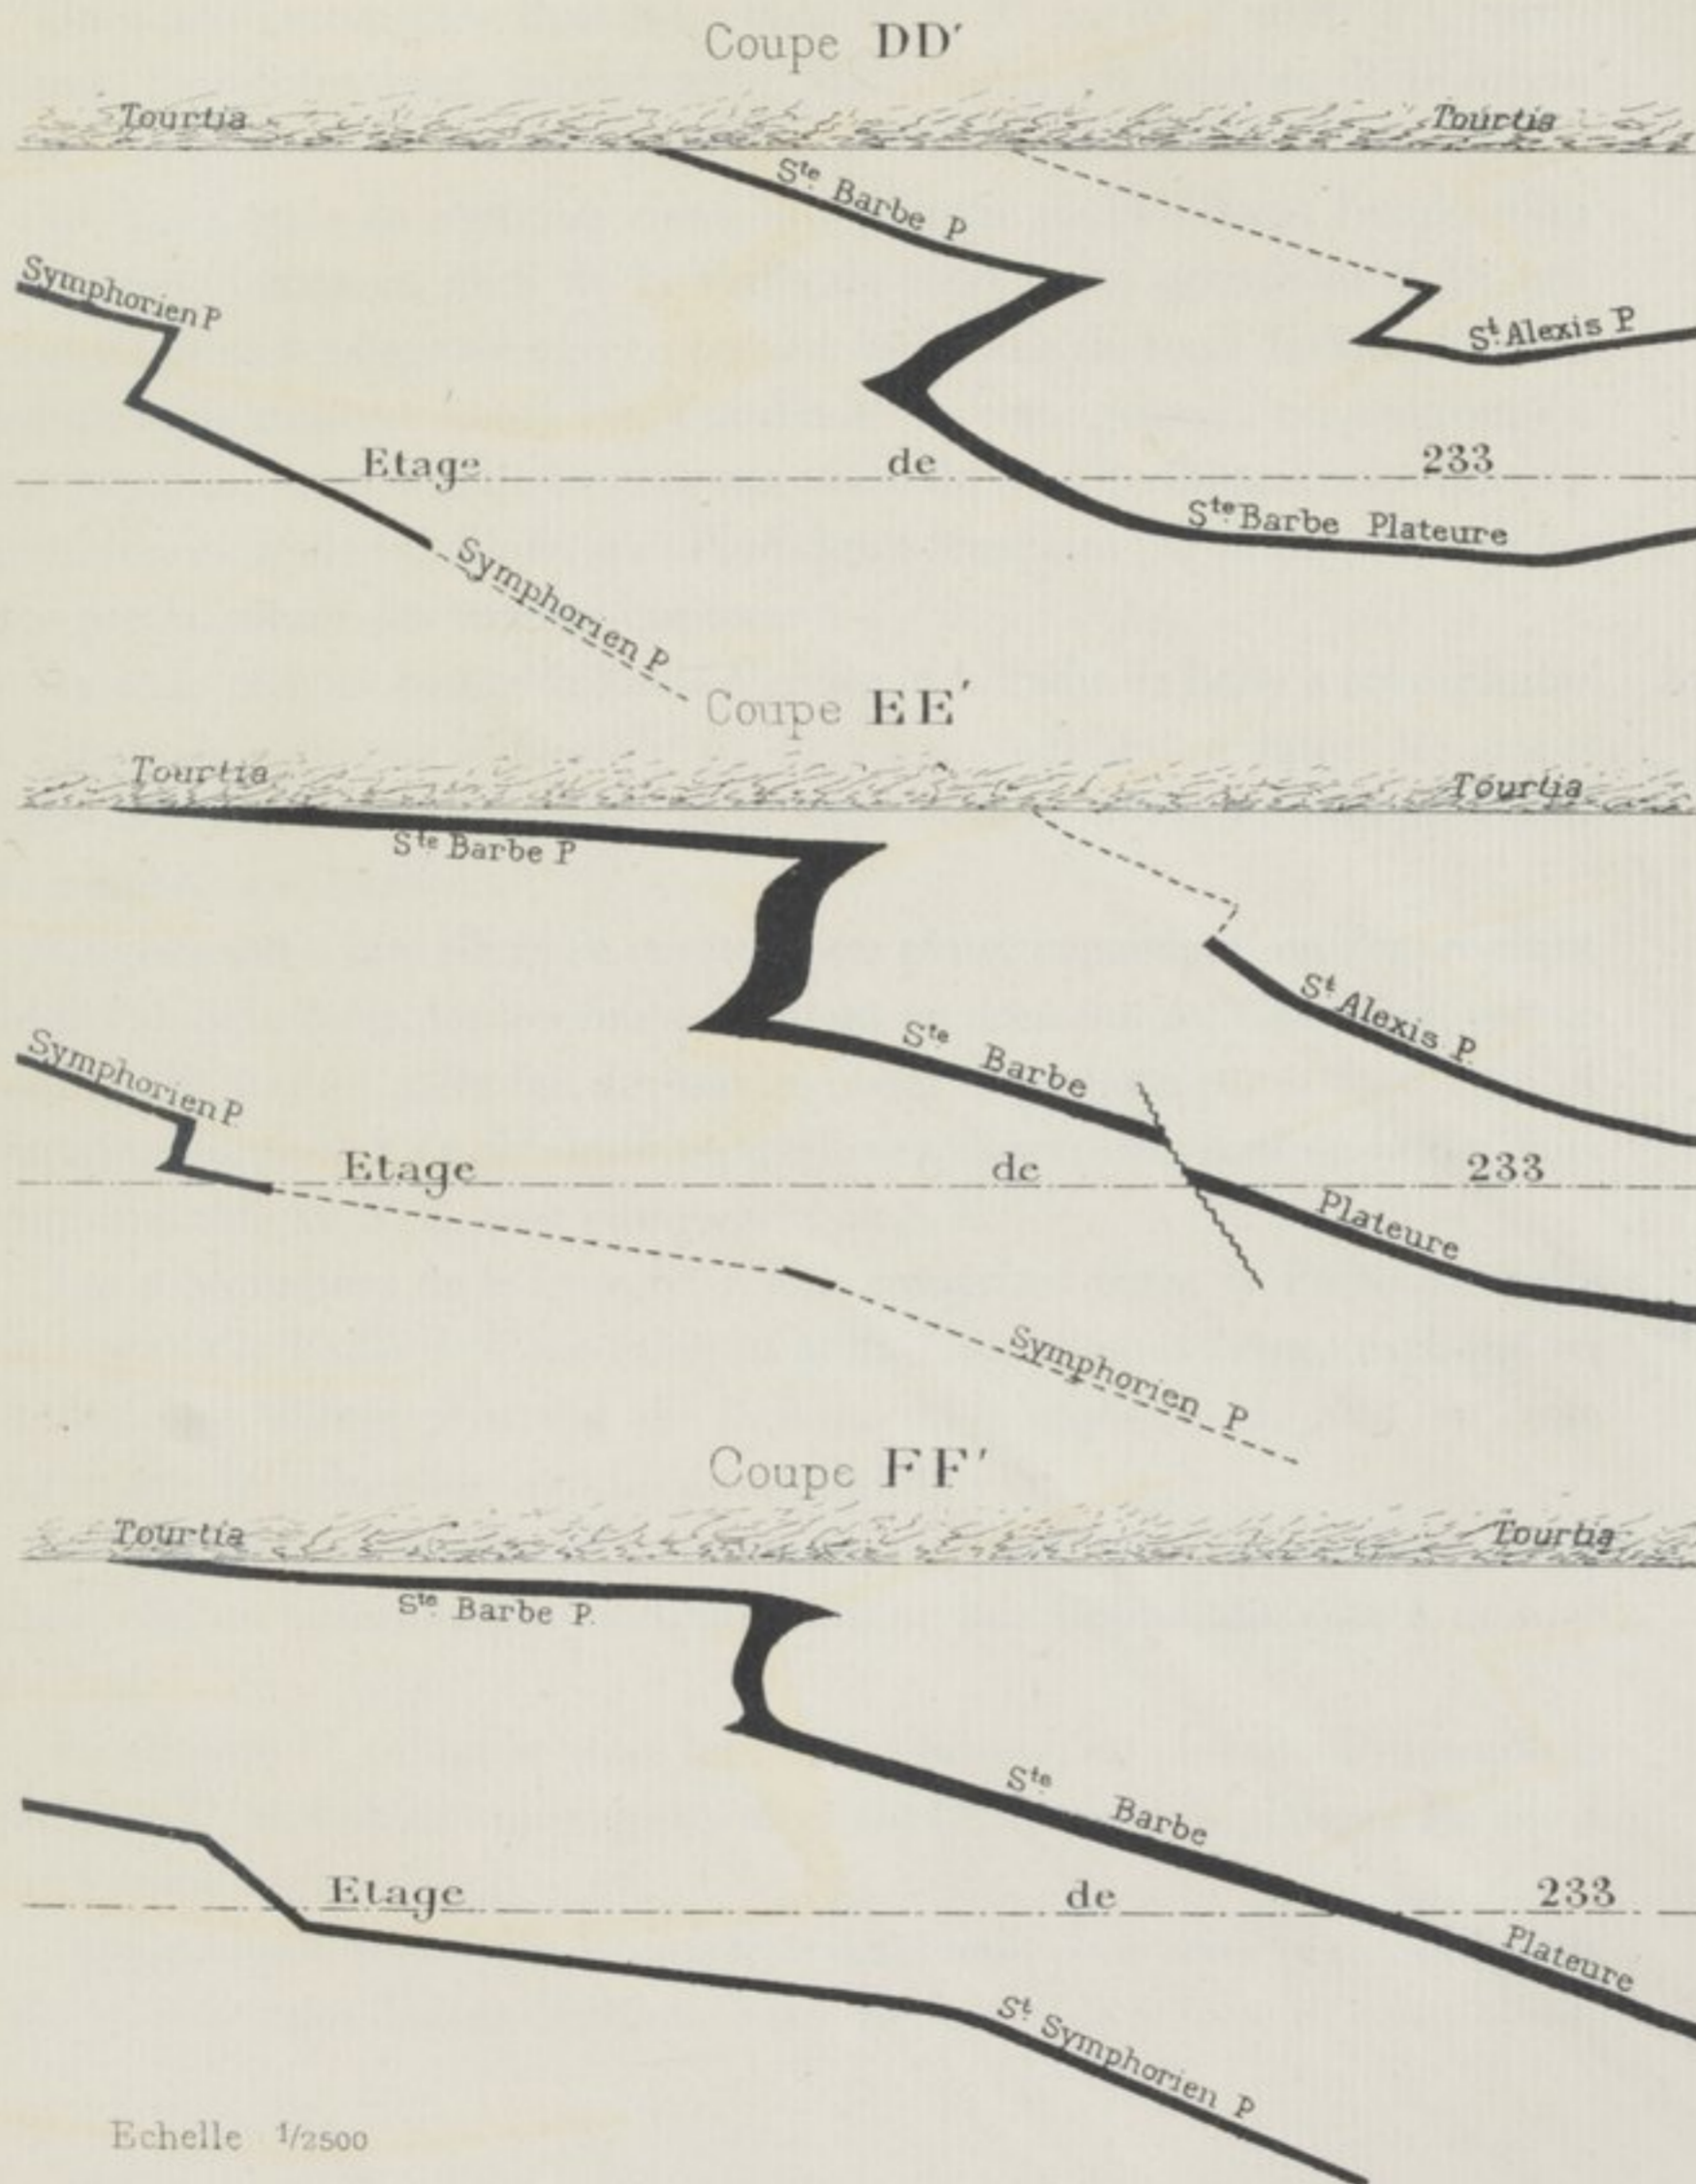 Coupe DD′
Tourtia Tourtia
Ste Barbe P
Symphorien P
St Alexis P
Etage de 233
Ste Barbe Plateure
Symphorien P
Coupe EE′
Tourtia Tourtia
Ste Barbe P
St Alexis P.
Symphorien P
Ste Barbe
Etage de 233
Plateure
Symphorien P
Coupe FF′
Tourtia Tourtia
Ste Barbe P.
Ste Barbe
Etage de 233
Plateure
St Symphorien P
Echelle 1/2500